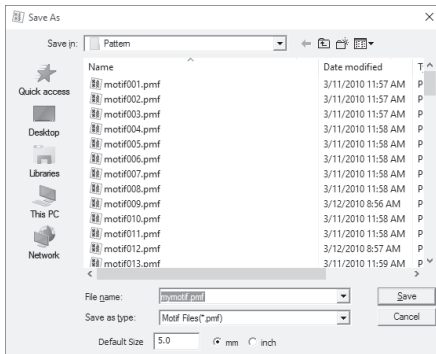 Save As
Save in: Pattern
Quick access
Desktop
Libraries
This PC
Network
Name Date modified T
motif001.pmf 3/11/2010 11:57 AM P
motif002.pmf 3/11/2010 11:57 AM P
motif003.pmf 3/11/2010 11:57 AM P
motif004.pmf 3/11/2010 11:58 AM P
motif005.pmf 3/11/2010 11:58 AM P
motif006.pmf 3/11/2010 11:58 AM P
motif007.pmf 3/11/2010 11:58 AM P
motif008.pmf 3/11/2010 11:58 AM P
motif009.pmf 3/12/2010 8:56 AM P
motif010.pmf 3/11/2010 11:58 AM P
motif011.pmf 3/11/2010 11:58 AM P
motif012.pmf 3/12/2010 8:57 AM P
motif013.pmf 3/11/2010 11:59 AM P
File name: mymotif.pmf Save
Save as type: Motif Files(*.pmf) Cancel
Default Size 5.0 mm inch